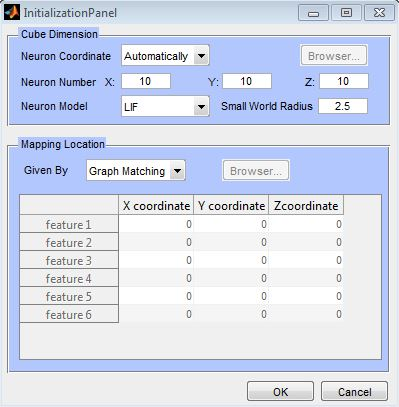 InitializationPanel
Cube Dimension
Neuron Coordinate Automatically Browser...
Neuron Number X: 10 Y: 10 Z: 10
Neuron Model LIF Small World Radius 2.5
Mapping Location
Given By Graph Matching Browser...
X coordinate Y coordinate Zcoordinate
feature 1 0 0 0
feature 2 0 0 0
feature 3 0 0 0
feature 4 0 0 0
feature 5 0 0 0
feature 6 0 0 0
OK Cancel